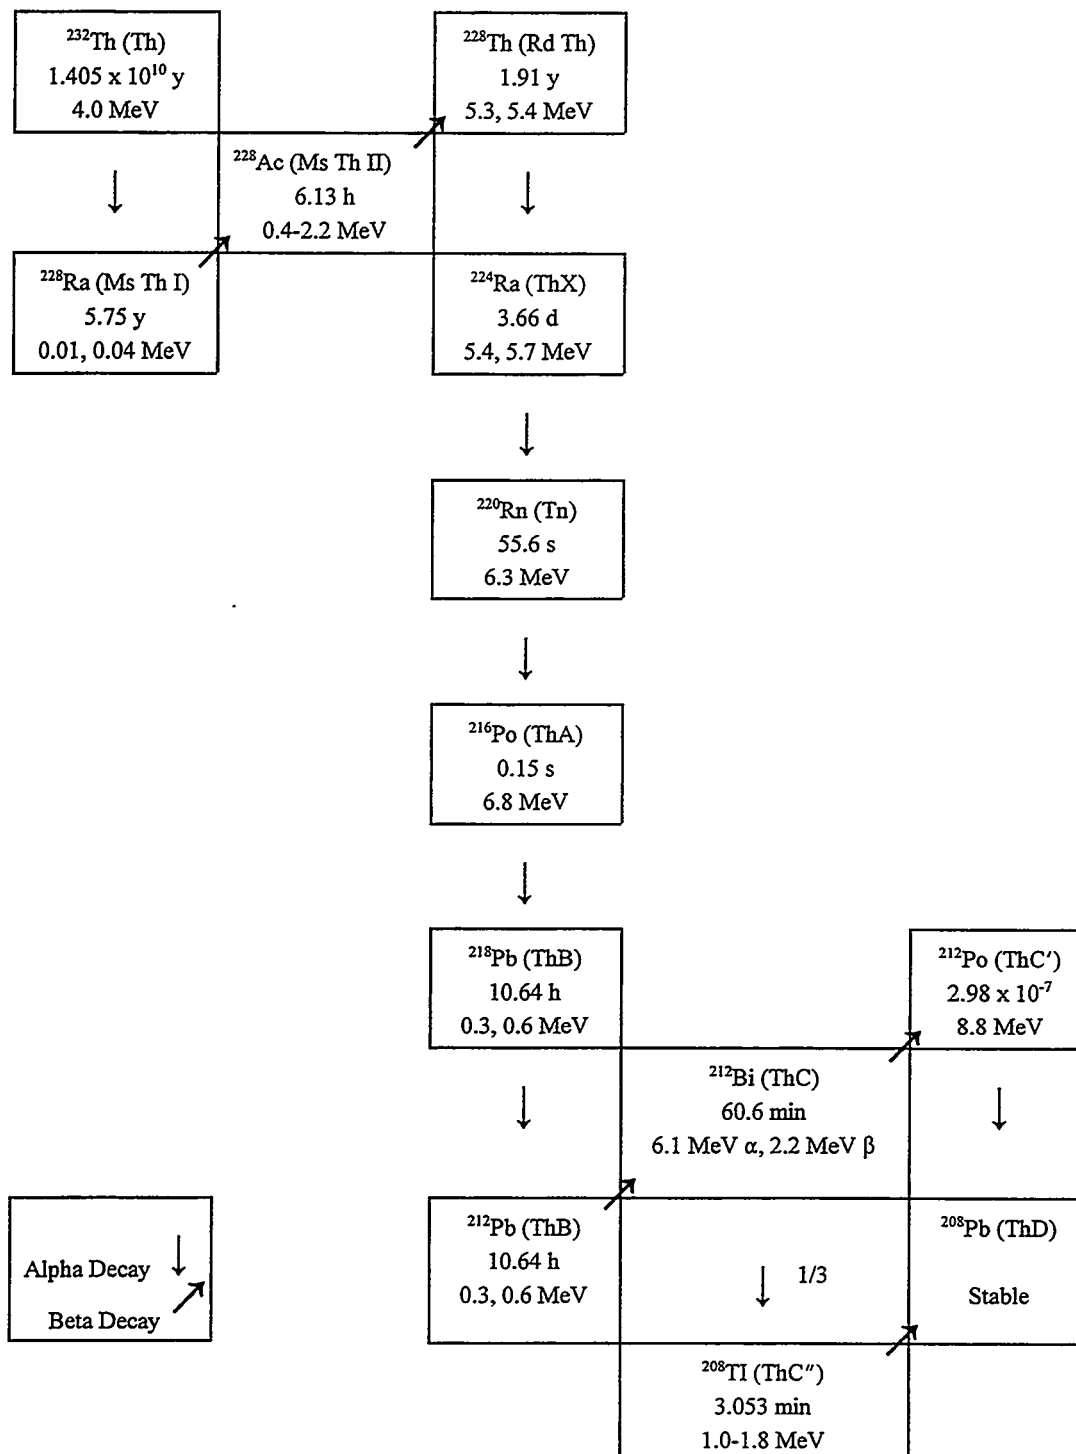 ²³²Th (Th)
1.405 x 10¹⁰ y
4.0 MeV
²²⁸Th (Rd Th)
1.91 y
5.3, 5.4 MeV
²²⁸Ac (Ms Th II)
6.13 h
0.4-2.2 MeV
²²⁸Ra (Ms Th I)
5.75 y
0.01, 0.04 MeV
²²⁴Ra (ThX)
3.66 d
5.4, 5.7 MeV
²²⁰Rn (Tn)
55.6 s
6.3 MeV
²¹⁶Po (ThA)
0.15 s
6.8 MeV
²¹⁸Pb (ThB)
10.64 h
0.3, 0.6 MeV
²¹²Po (ThC′)
2.98 x 10⁻⁷
8.8 MeV
²¹²Bi (ThC)
60.6 min
6.1 MeV α, 2.2 MeV β
²¹²Pb (ThB)
10.64 h
0.3, 0.6 MeV
1/3
²⁰⁸Pb (ThD)
Stable
Alpha Decay
Beta Decay
²⁰⁸TI (ThC″)
3.053 min
1.0-1.8 MeV